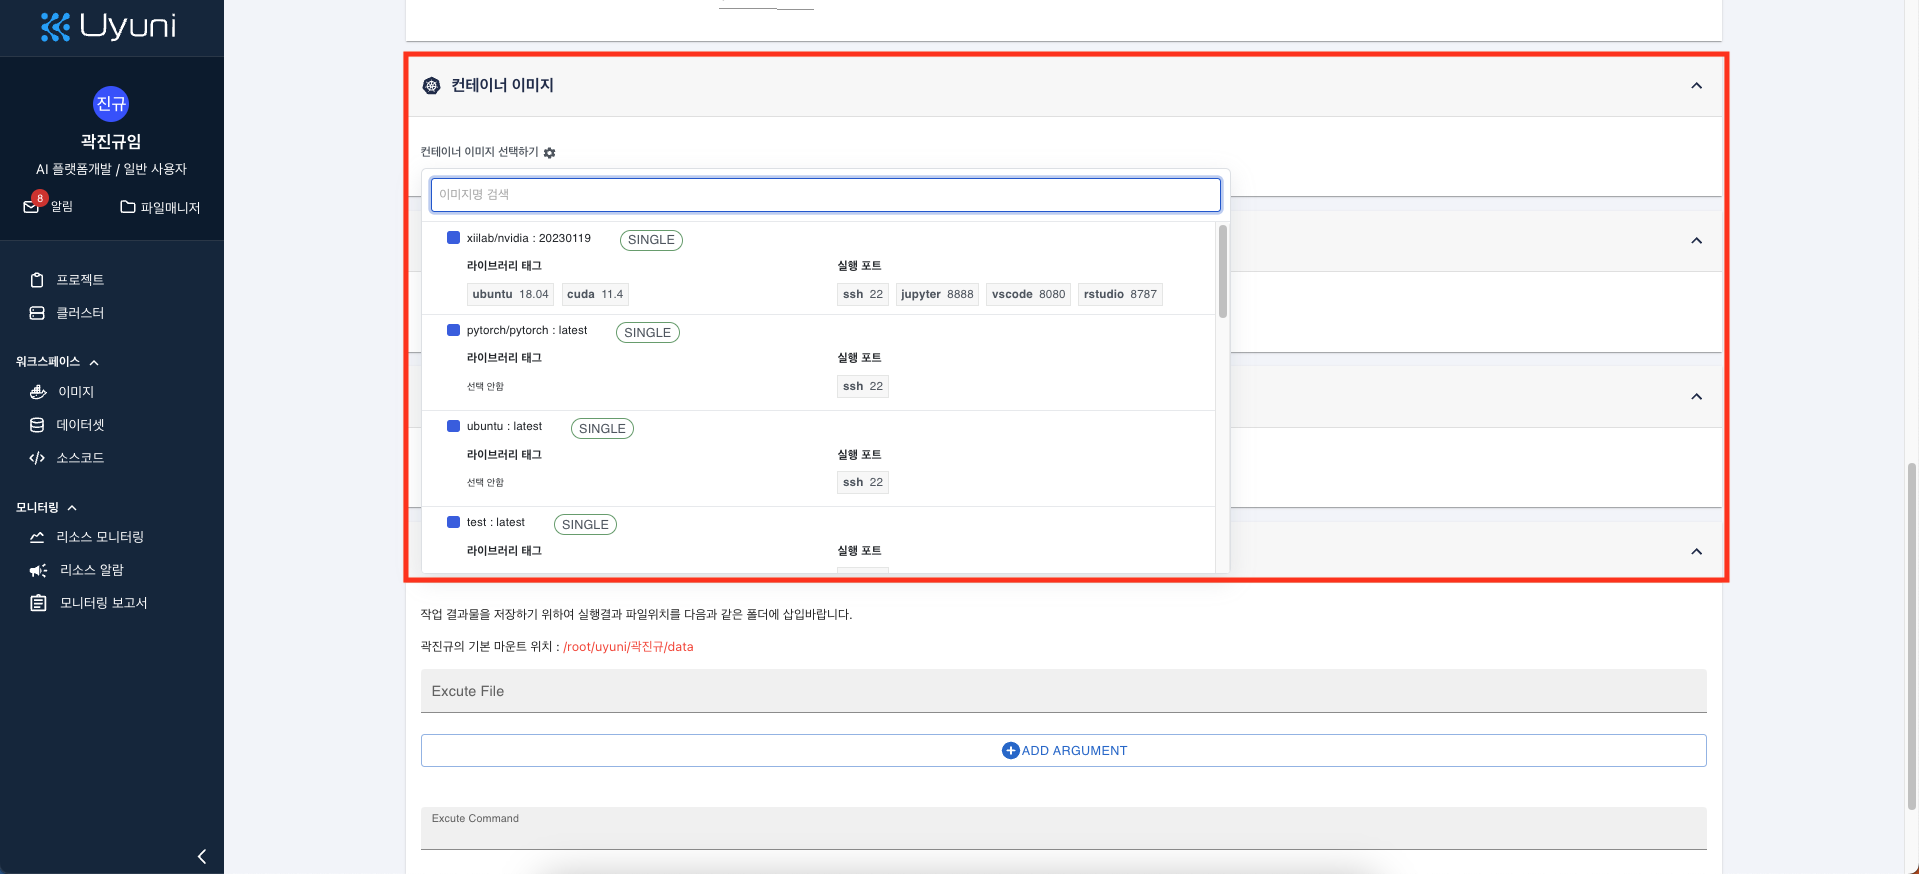 Uyuni
진규
곽진규임
AI 플랫폼개발 / 일반 사용자
8
알림
파일매니저
프로젝트
클러스터
워크스페이스
이미지
데이터셋
소스코드
모니터링
리소스 모니터링
리소스 알람
모니터링 보고서
컨테이너 이미지
컨테이너 이미지 선택하기
이미지명 검색
xiilab/nvidia : 20230119 SINGLE
라이브러리 태그 실행 포트
ubuntu 18.04 cuda 11.4 ssh 22 jupyter 8888 vscode 8080 rstudio 8787
pytorch/pytorch : latest SINGLE
라이브러리 태그 실행 포트
선택 안함 ssh 22
ubuntu : latest SINGLE
라이브러리 태그 실행 포트
선택 안함 ssh 22
test : latest SINGLE
라이브러리 태그 실행 포트
작업 결과물을 저장하기 위하여 실행결과 파일위치를 다음과 같은 폴더에 삽입바랍니다.
곽진규의 기본 마운트 위치 : /root/uyuni/곽진규/data
Excute File
ADD ARGUMENT
Excute Command